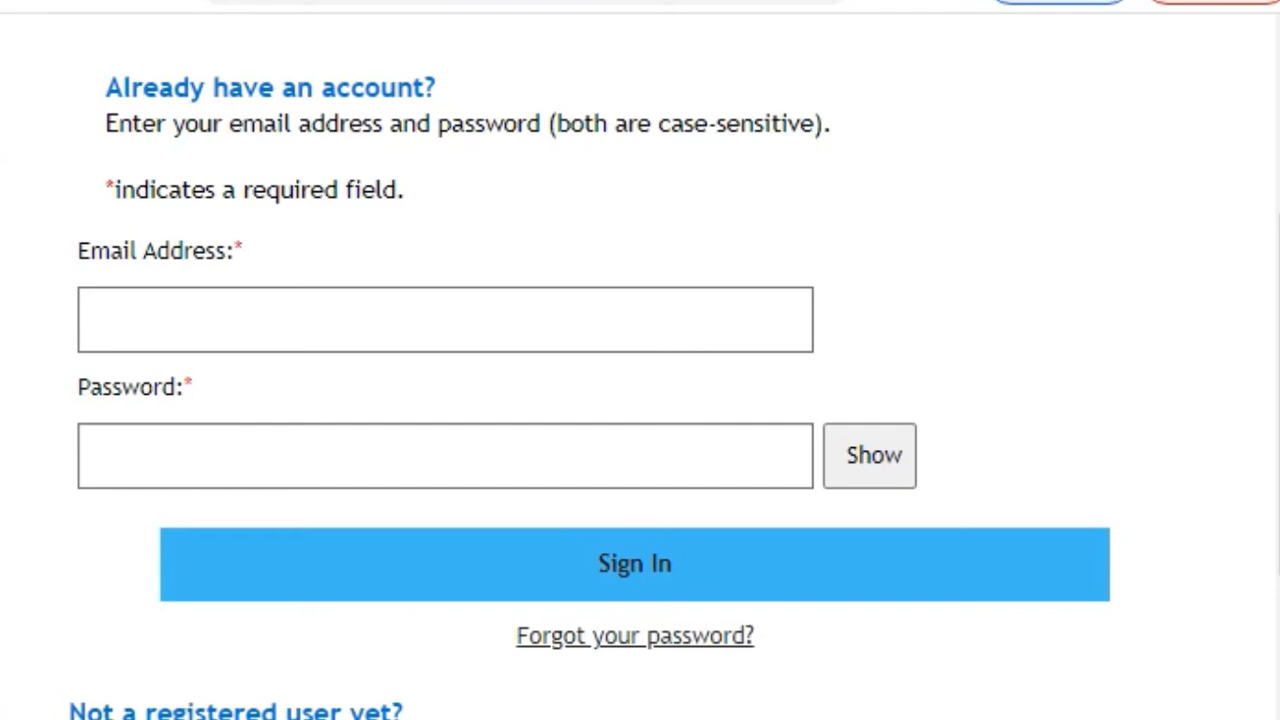 Already have an account?
Enter your email address and password (both are case-sensitive).
*indicates a required field.
Email Address:*
Password:*
Show
Sign In
Forgot your password?
Not a registered user yet?